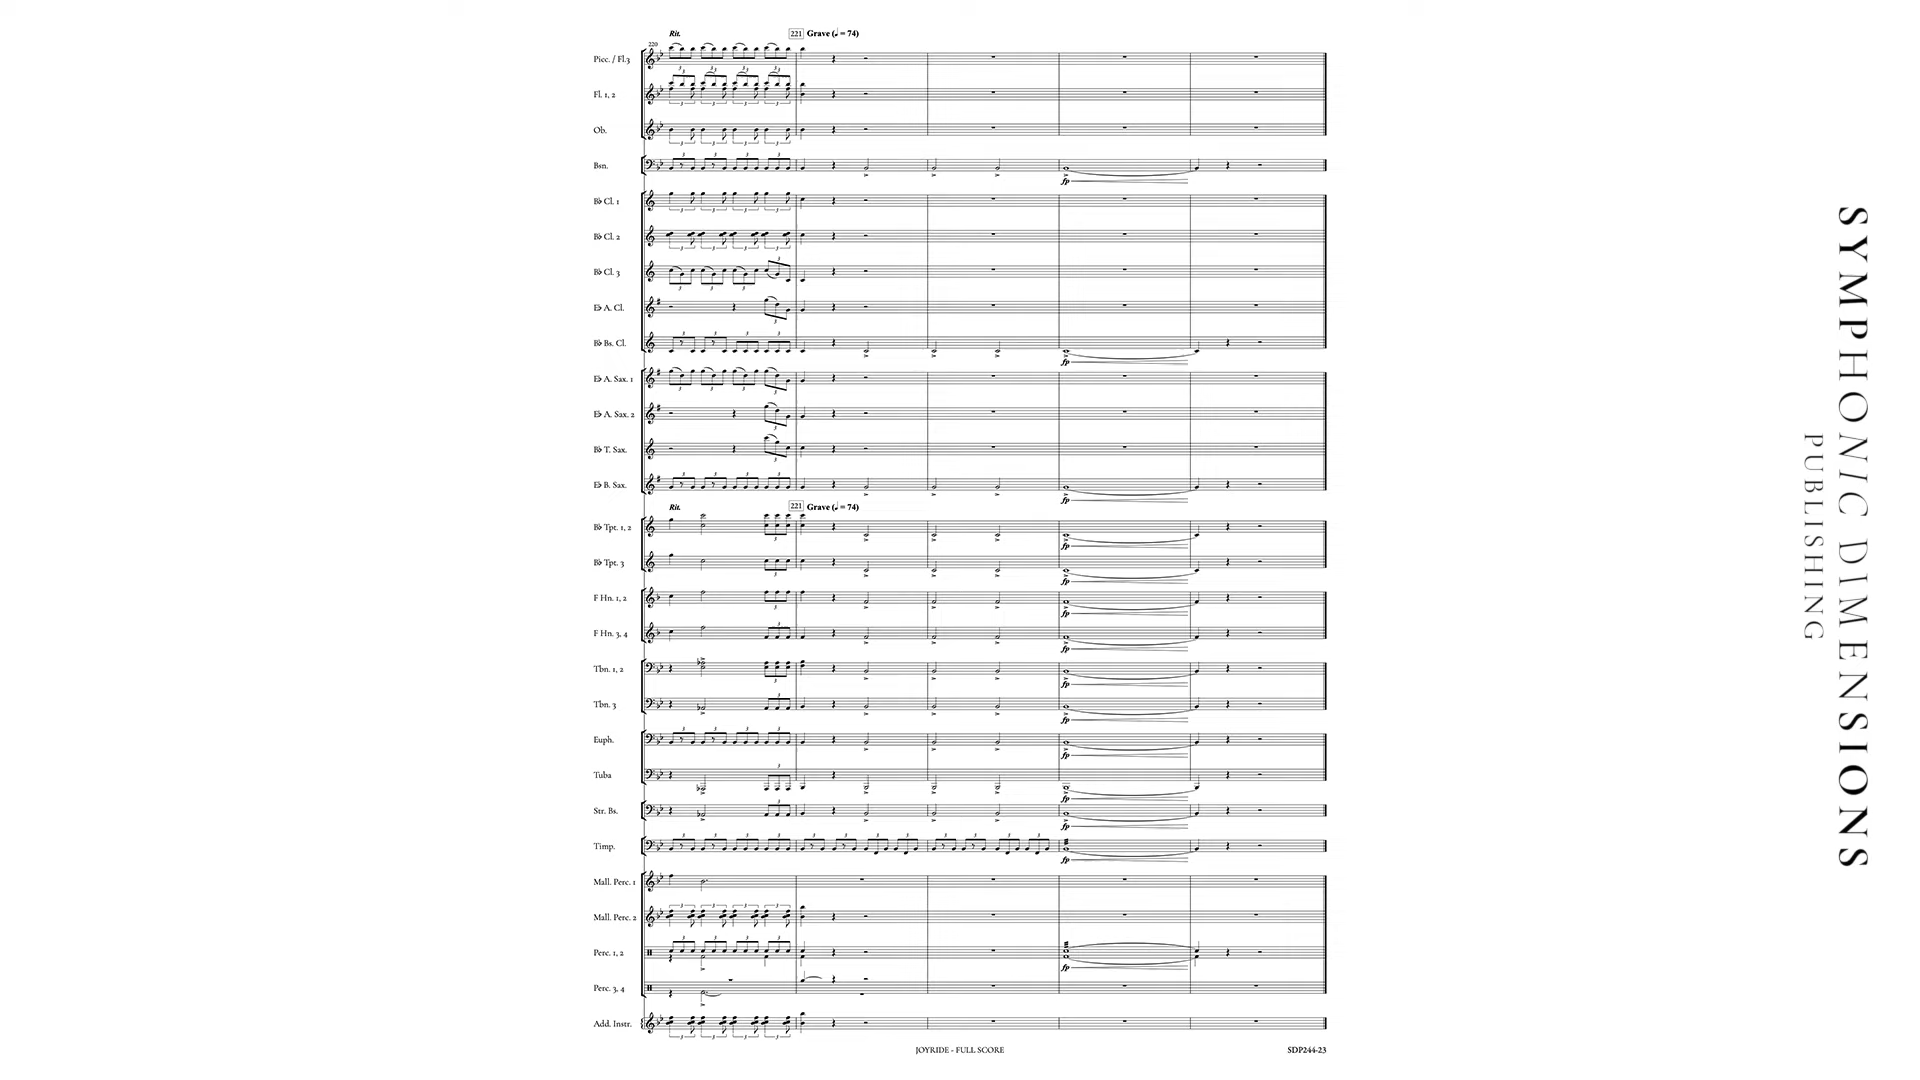 Rit.
221 Grave (♩ = 74)
220
Picc. / Fl.3
Fl. 1, 2
Ob.
Bsn.
fp
B♭ Cl. 1
B♭ Cl. 2
B♭ Cl. 3
E♭ A. Cl.
B♭ Bs. Cl.
fp
E♭ A. Sax. 1
E♭ A. Sax. 2
B♭ T. Sax.
E♭ B. Sax.
fp
Rit.
221 Grave (♩ = 74)
B♭ Tpt. 1, 2
fp
B♭ Tpt. 3
fp
F Hn. 1, 2
fp
F Hn. 3, 4
fp
Tbn. 1, 2
fp
Tbn. 3
fp
Euph.
fp
Tuba
fp
Str. Bs.
fp
Timp.
fp
Mall. Perc. 1
Mall. Perc. 2
Perc. 1, 2
fp
Perc. 3, 4
Add. Instr.
JOYRIDE - FULL SCORE
SDP244-23
SYMPHONIC DIMENSIONS
PUBLISHING